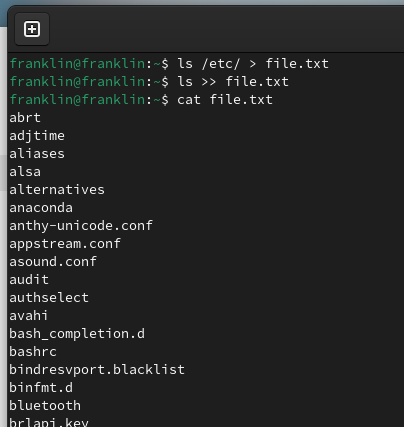 franklin@franklin:~$ ls /etc/ > file.txt
franklin@franklin:~$ ls >> file.txt
franklin@franklin:~$ cat file.txt
abrt
adjtime
aliases
alsa
alternatives
anaconda
anthy-unicode.conf
appstream.conf
asound.conf
audit
authselect
avahi
bash_completion.d
bashrc
bindresvport.blacklist
binfmt.d
bluetooth
brlapi.key